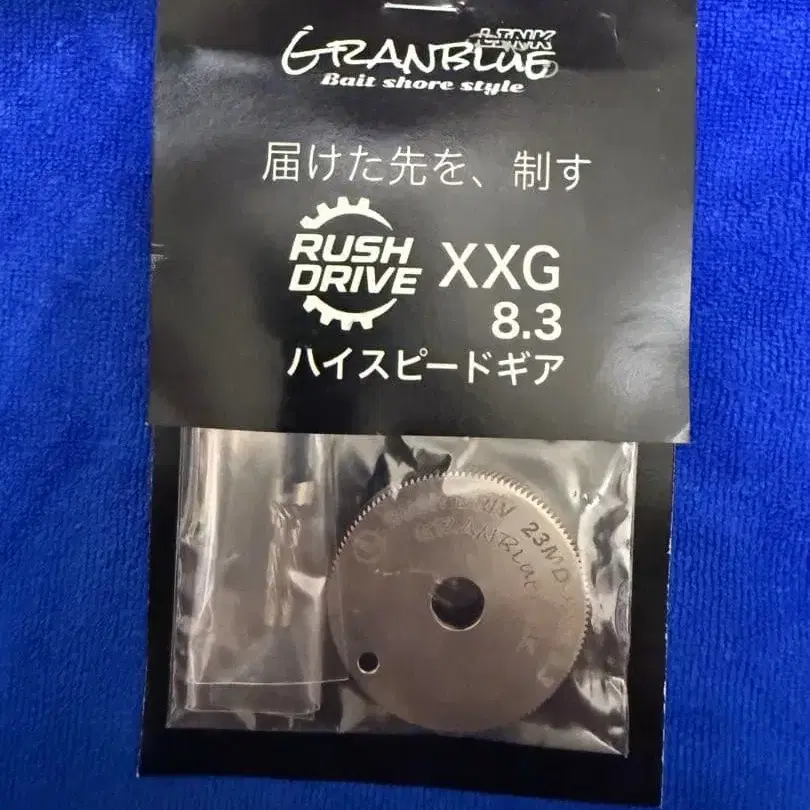 GRANBLUE LINK
Bait shore style
届けた先を、制す
RUSH
DRIVE
XXG
8.3
ハイスピードギア
23MD
GRANBLUE